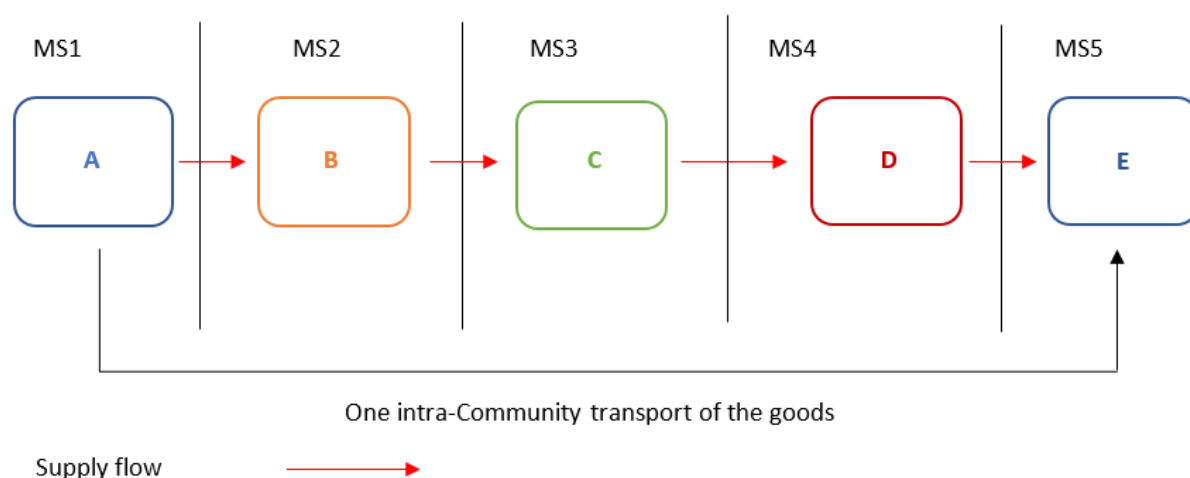 MS1 MS2 MS3 MS4 MS5
A B C D E
One intra-Community transport of the goods
Supply flow